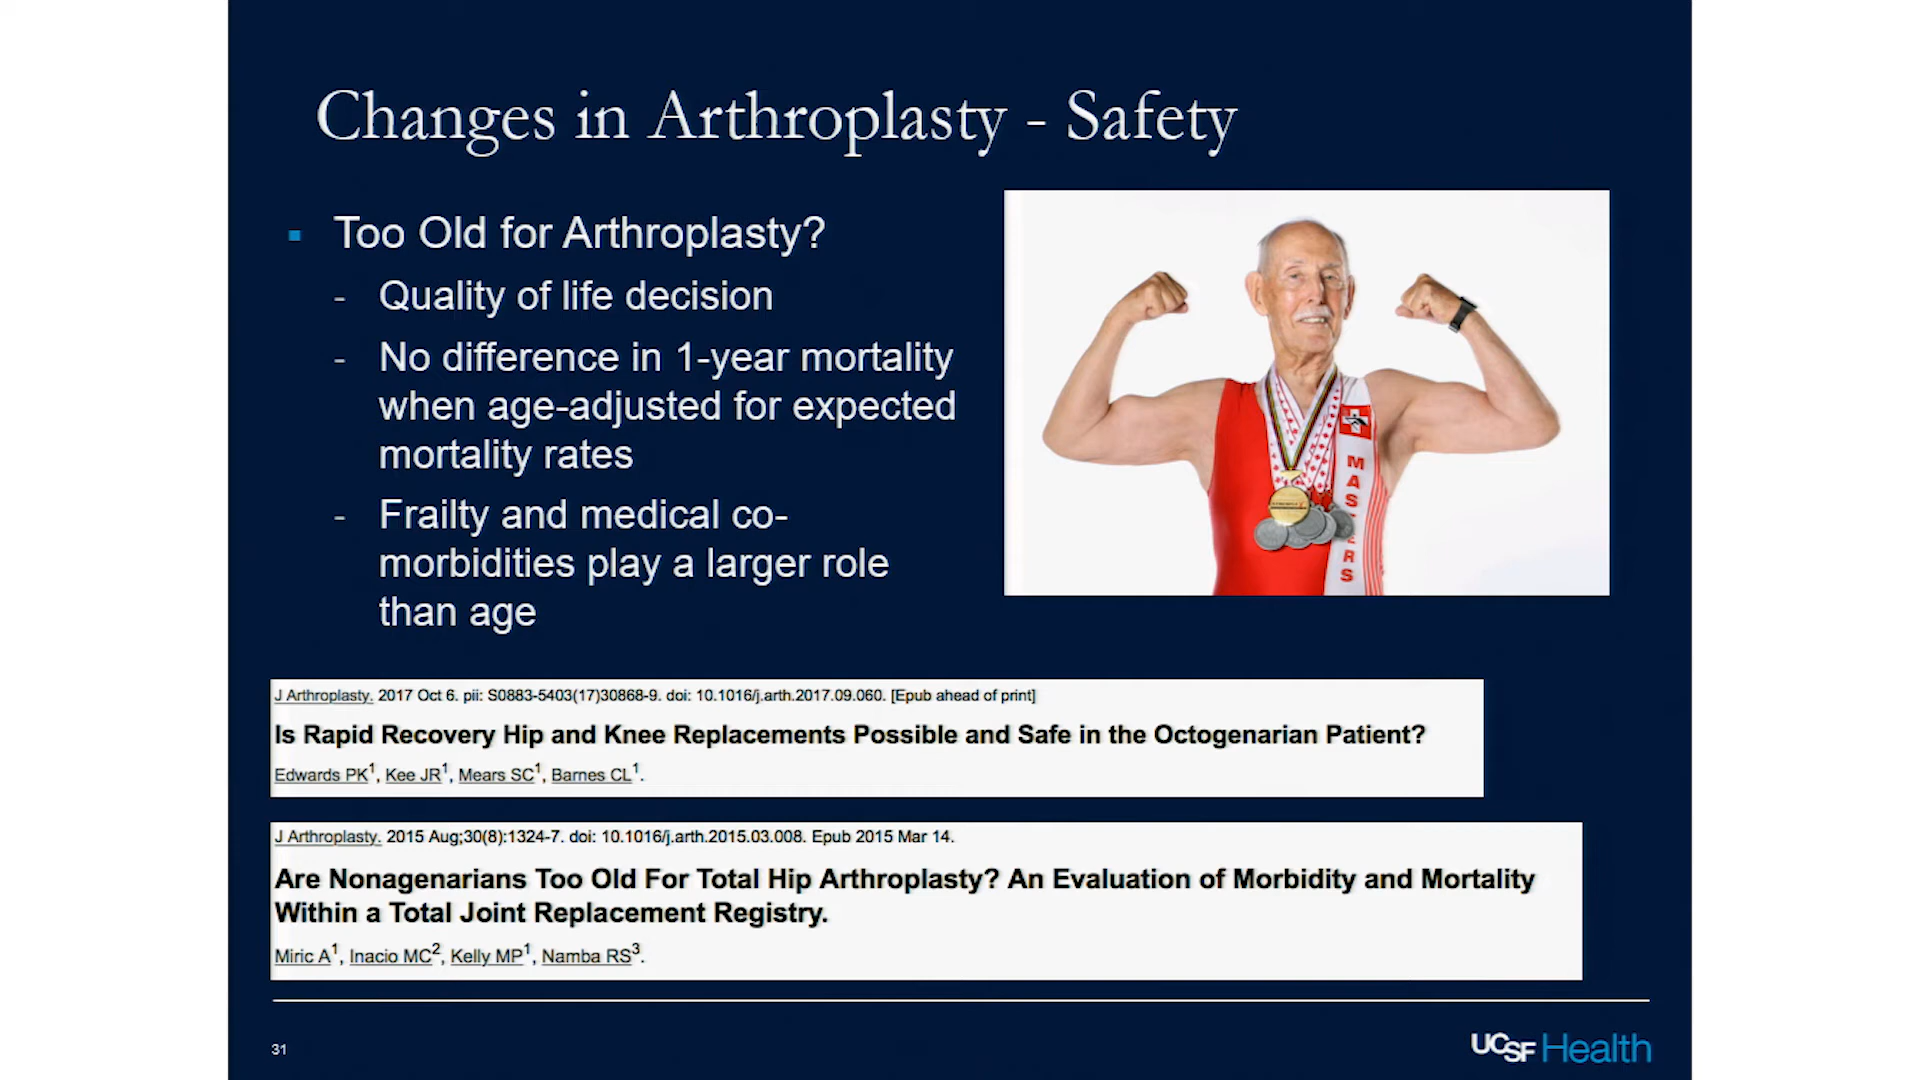 Changes in Arthroplasty - Safety
Too Old for Arthroplasty?
- Quality of life decision
- No difference in 1-year mortality
when age-adjusted for expected
mortality rates
- Frailty and medical co-
morbidities play a larger role
than age
MASTERS
J Arthroplasty. 2017 Oct 6. pii: S0883-5403(17)30868-9. doi: 10.1016/j.arth.2017.09.060. [Epub ahead of print]
Is Rapid Recovery Hip and Knee Replacements Possible and Safe in the Octogenarian Patient?
Edwards PK1, Kee JR1, Mears SC1, Barnes CL1.
J Arthroplasty. 2015 Aug;30(8):1324-7. doi: 10.1016/j.arth.2015.03.008. Epub 2015 Mar 14.
Are Nonagenarians Too Old For Total Hip Arthroplasty? An Evaluation of Morbidity and Mortality
Within a Total Joint Replacement Registry.
Miric A1, Inacio MC2, Kelly MP1, Namba RS3.
31
UCSF Health